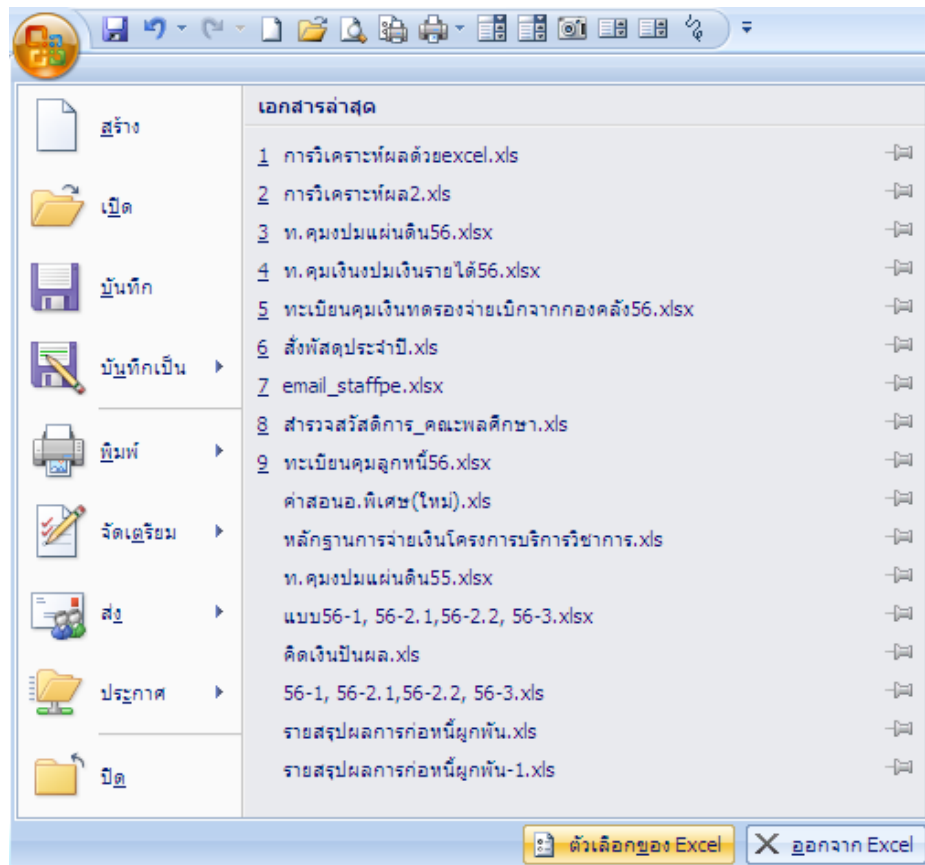 เอกสารล่าสุด
สร้าง
เปิด
บันทึก
บันทึกเป็น
พิมพ์
จัดเตรียม
ส่ง
ประกาศ
ปิด
1 การวิเคราะห์ผลด้วยexcel.xls
2 การวิเคราะห์ผล2.xls
3 ท.คุมงปมแผ่นดิน56.xlsx
4 ท.คุมเงินงปมเงินรายได้56.xlsx
5 ทะเบียนคุมเงินทดรองจ่ายเบิกจากกองคลัง56.xlsx
6 สั่งพัสดุประจำปี.xls
7 email_staffpe.xlsx
8 สำรวจสวัสดิการ_คณะพลศึกษา.xls
9 ทะเบียนคุมลูกหนี้56.xlsx
ค่าสอนอ.พิเศษ(ใหม่).xls
หลักฐานการจ่ายเงินโครงการบริการวิชาการ.xls
ท.คุมงปมแผ่นดิน55.xlsx
แบบ56-1, 56-2.1,56-2.2, 56-3.xlsx
คิดเงินปันผล.xls
56-1, 56-2.1,56-2.2, 56-3.xls
รายสรุปผลการก่อหนี้ผูกพัน.xls
รายสรุปผลการก่อหนี้ผูกพัน-1.xls
ตัวเลือกของ Excel
ออกจาก Excel